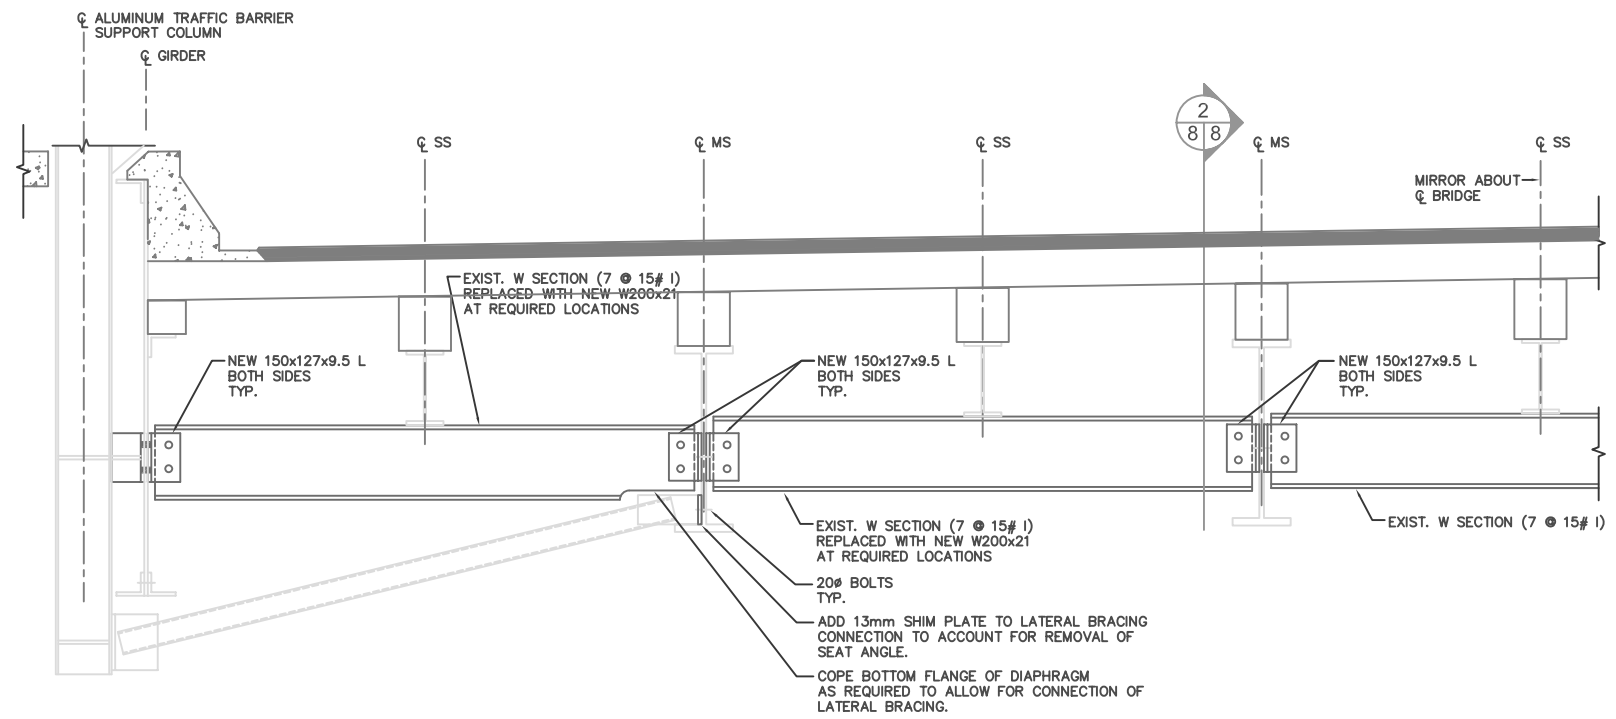 ℄ ALUMINUM TRAFFIC BARRIER
SUPPORT COLUMN
℄ GIRDER
℄ SS
℄ MS
℄ SS
2
8 8
℄ MS
℄ SS
MIRROR ABOUT
℄ BRIDGE
EXIST. W SECTION (7 @ 15# I)
REPLACED WITH NEW W200x21
AT REQUIRED LOCATIONS
NEW 150x127x9.5 L
BOTH SIDES
TYP.
NEW 150x127x9.5 L
BOTH SIDES
TYP.
NEW 150x127x9.5 L
BOTH SIDES
TYP.
EXIST. W SECTION (7 @ 15# I)
REPLACED WITH NEW W200x21
AT REQUIRED LOCATIONS
EXIST. W SECTION (7 @ 15# I)
20ø BOLTS
TYP.
ADD 13mm SHIM PLATE TO LATERAL BRACING
CONNECTION TO ACCOUNT FOR REMOVAL OF
SEAT ANGLE.
COPE BOTTOM FLANGE OF DIAPHRAGM
AS REQUIRED TO ALLOW FOR CONNECTION OF
LATERAL BRACING.